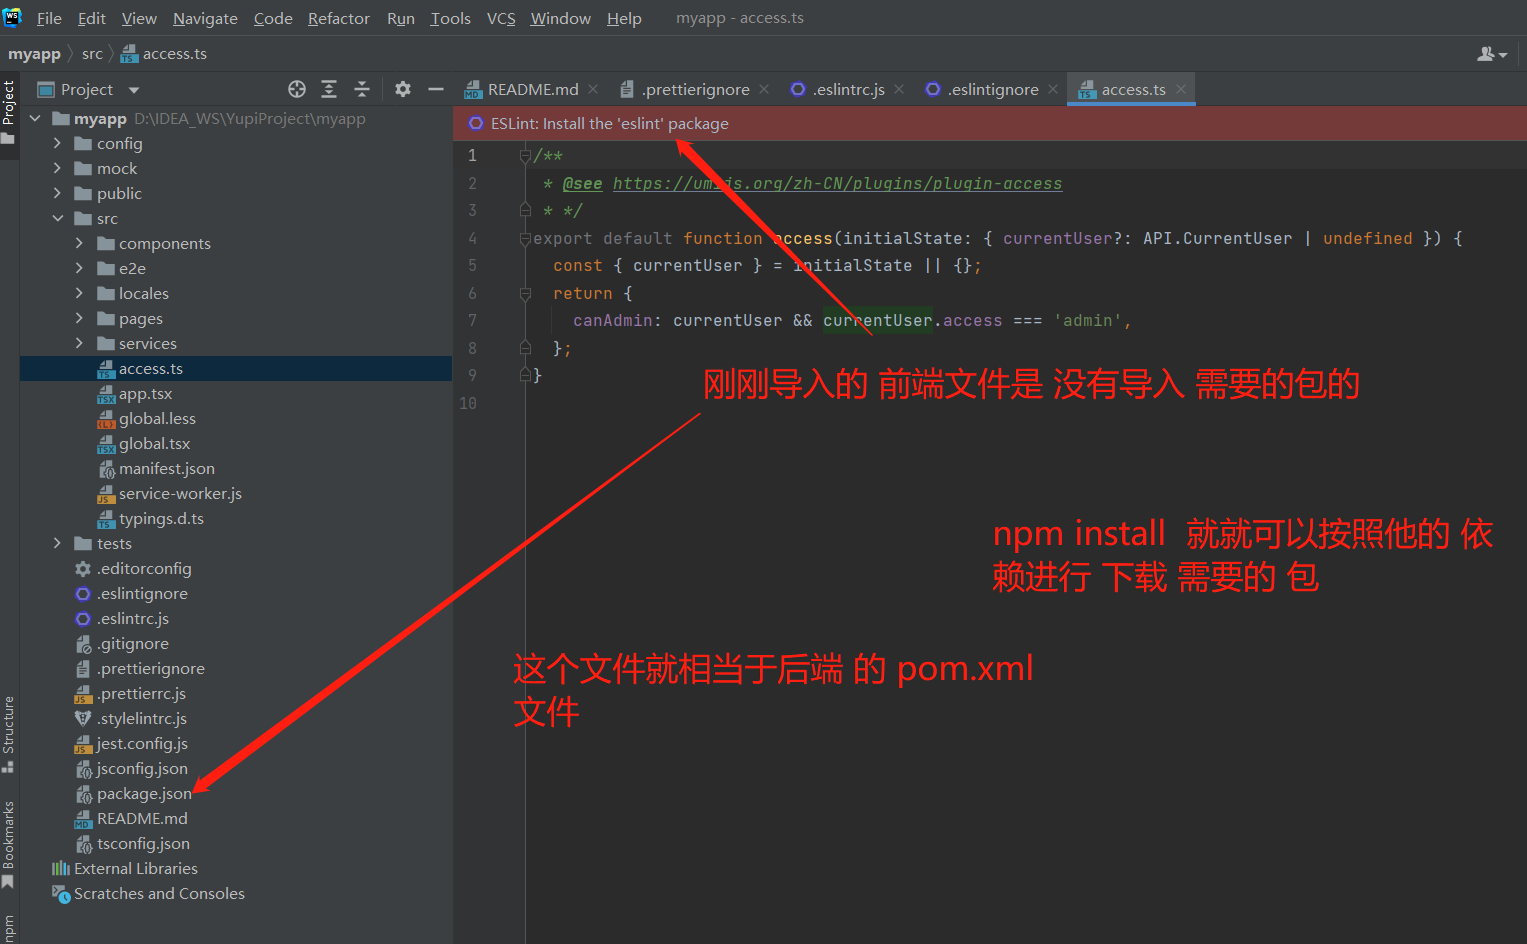 File Edit View Navigate Code Refactor Run Tools VCS Window Help myapp - access.ts
myapp src access.ts
Project
README.md .prettierignore .eslintrc.js .eslintignore access.ts
Project
myapp D:\IDEA_WS\YupiProject\myapp
config
mock
public
src
components
e2e
locales
pages
services
access.ts
app.tsx
global.less
global.tsx
manifest.json
service-worker.js
typings.d.ts
tests
.editorconfig
.eslintignore
.eslintrc.js
.gitignore
.prettierignore
.prettierrc.js
.stylelintrc.js
jest.config.js
jsconfig.json
package.json
README.md
tsconfig.json
External Libraries
Scratches and Consoles
Structure
Bookmarks
npm
ESLint: Install the 'eslint' package
1 /**
2 * @see https://umijs.org/zh-CN/plugins/plugin-access
3 * */
4 export default function access(initialState: { currentUser?: API.CurrentUser | undefined }) {
5 const { currentUser } = initialState || {};
6 return {
7 canAdmin: currentUser && currentUser.access === 'admin',
8 };
9 }
10
刚刚导入的 前端文件是 没有导入 需要的包的
npm install 就就可以按照他的 依
赖进行 下载 需要的 包
这个文件就相当于后端 的 pom.xml
文件